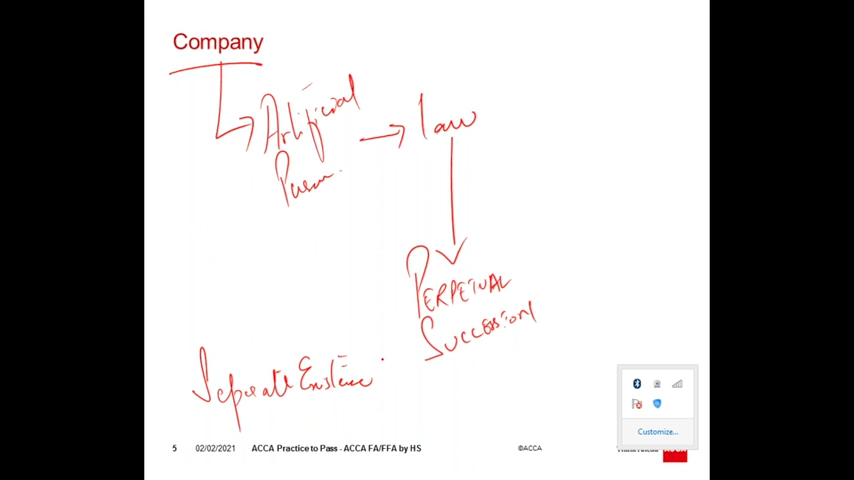 Company
Artificial
Person
law
PERPETUAL
SUCCESSION
Separate Existence
Customize...
5 02/02/2021 ACCA Practice to Pass - ACCA FA/FFA by HS ©ACCA